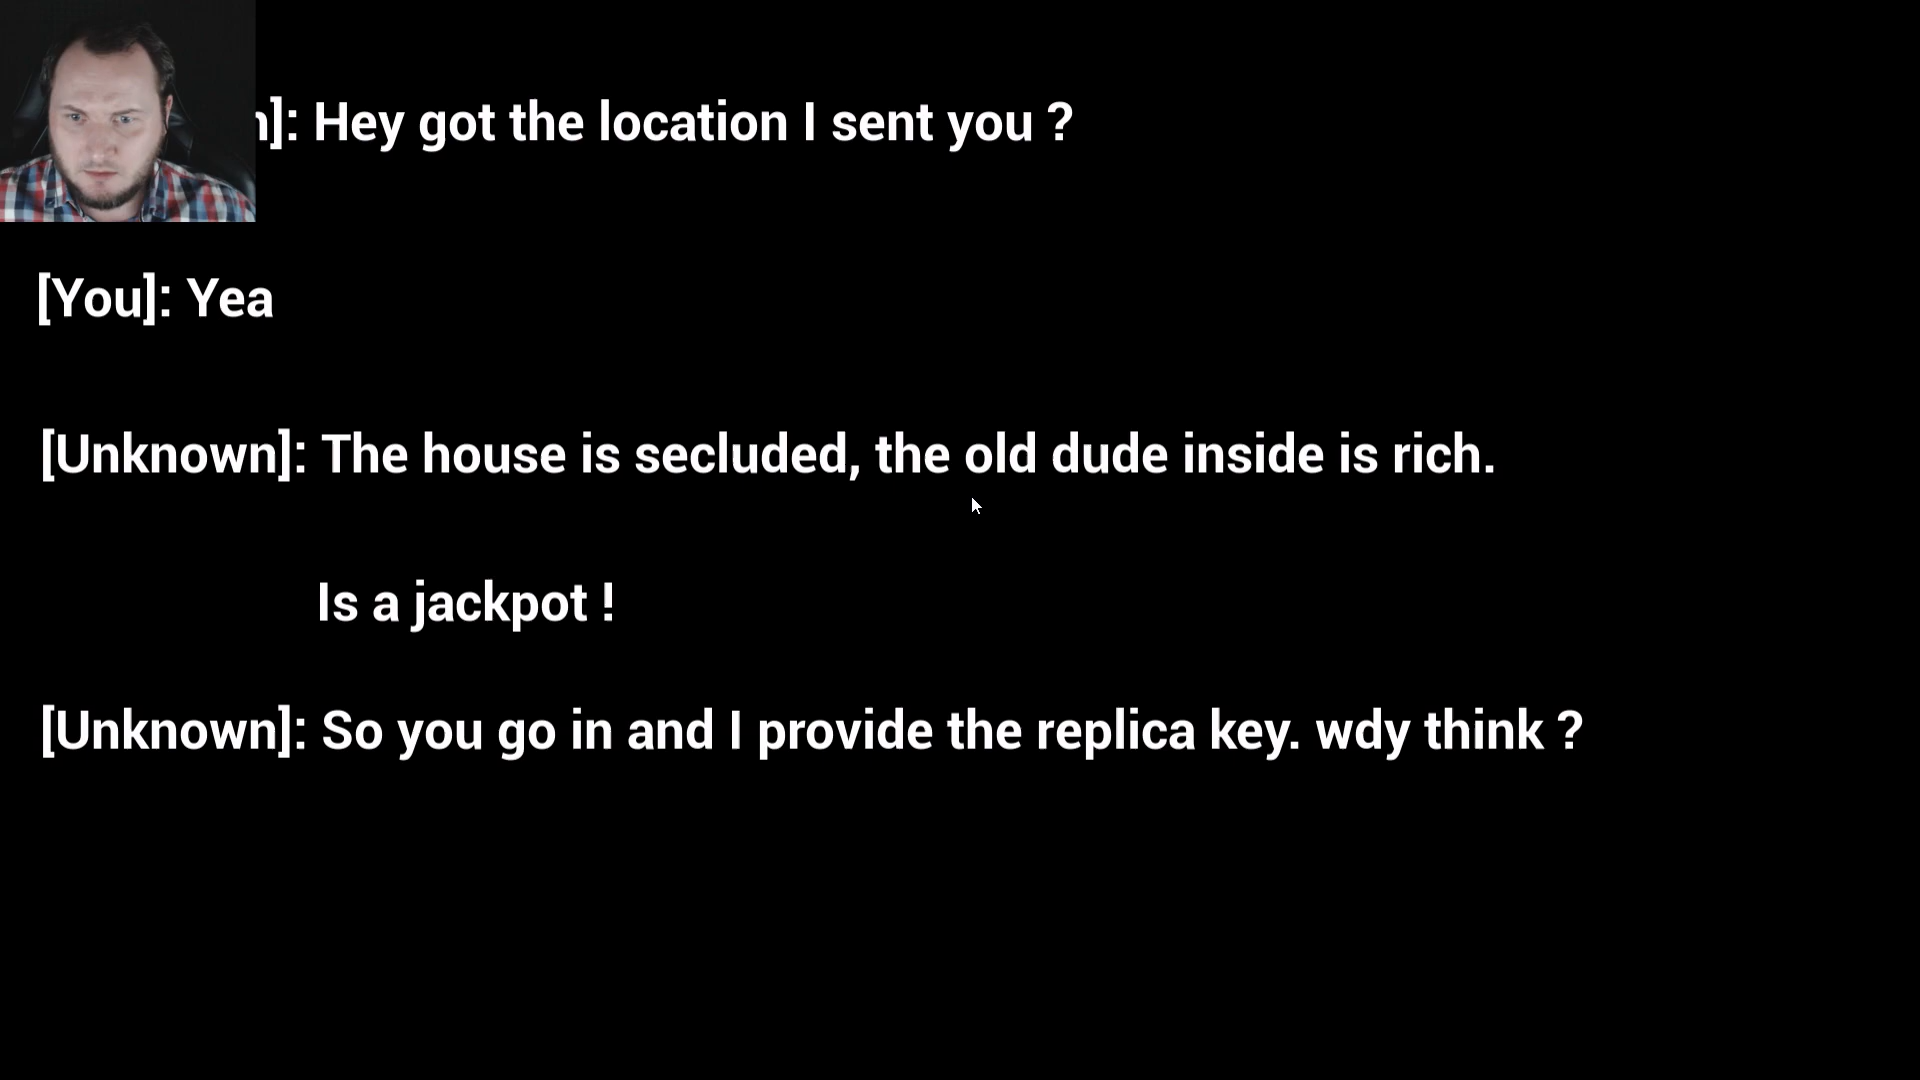 ]: Hey got the location I sent you ?
[You]: Yea
[Unknown]: The house is secluded, the old dude inside is rich.
Is a jackpot !
[Unknown]: So you go in and I provide the replica key. wdy think ?